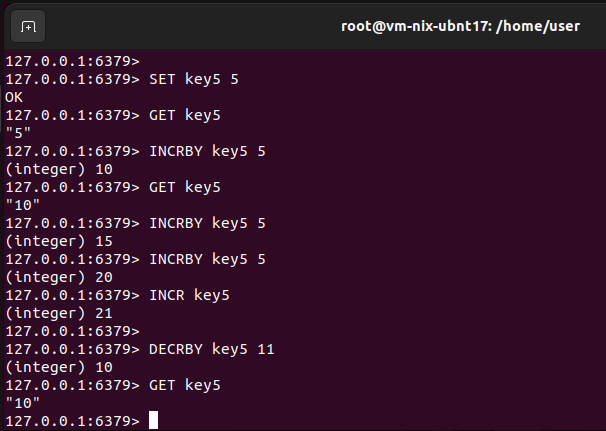 root@vm-nix-ubnt17: /home/user
127.0.0.1:6379>
127.0.0.1:6379> SET key5 5
OK
127.0.0.1:6379> GET key5
"5"
127.0.0.1:6379> INCRBY key5 5
(integer) 10
127.0.0.1:6379> GET key5
"10"
127.0.0.1:6379> INCRBY key5 5
(integer) 15
127.0.0.1:6379> INCRBY key5 5
(integer) 20
127.0.0.1:6379> INCR key5
(integer) 21
127.0.0.1:6379>
127.0.0.1:6379> DECRBY key5 11
(integer) 10
127.0.0.1:6379> GET key5
"10"
127.0.0.1:6379>